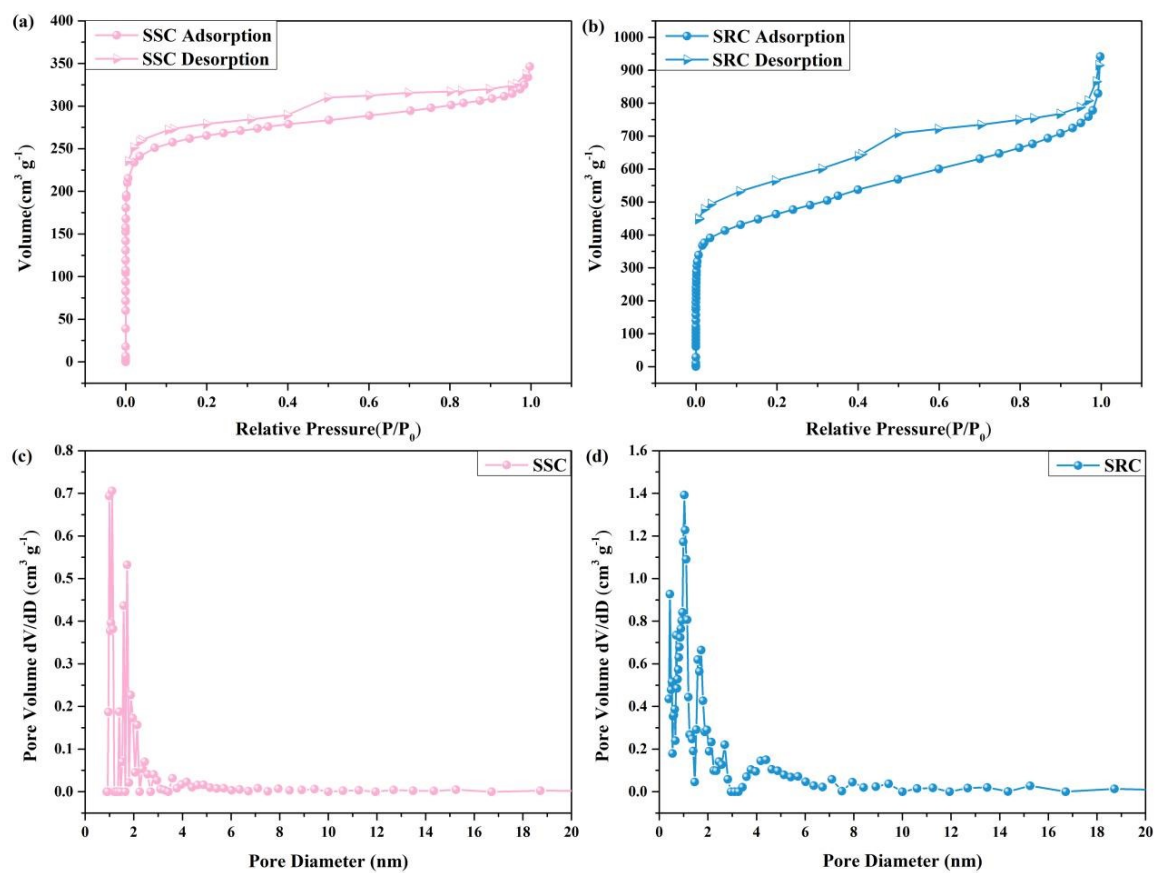 (a)
SSC Adsorption
SSC Desorption
400
350
300
250
200
150
100
50
0
Volume(cm³ g⁻¹)
0.0 0.2 0.4 0.6 0.8 1.0
Relative Pressure(P/P₀)
(b)
SRC Adsorption
SRC Desorption
1000
900
800
700
600
500
400
300
200
100
0
Volume(cm³ g⁻¹)
0.0 0.2 0.4 0.6 0.8 1.0
Relative Pressure(P/P₀)
(c)
SSC
0.8
0.7
0.6
0.5
0.4
0.3
0.2
0.1
0.0
Pore Volume dV/dD (cm³ g⁻¹)
0 2 4 6 8 10 12 14 16 18 20
Pore Diameter (nm)
(d)
SRC
1.6
1.4
1.2
1.0
0.8
0.6
0.4
0.2
0.0
Pore Volume dV/dD (cm³ g⁻¹)
0 2 4 6 8 10 12 14 16 18 20
Pore Diameter (nm)